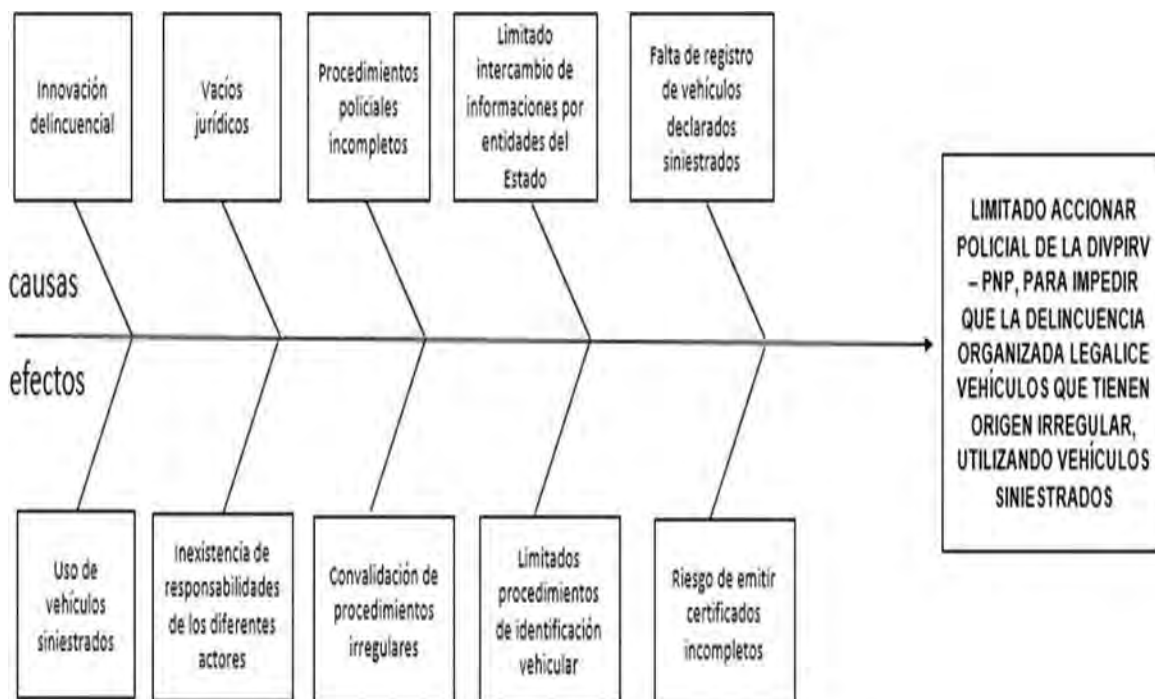 Innovación
delincuencial
Vacíos
jurídicos
Procedimientos
policiales
incompletos
Limitado
intercambio de
informaciones por
entidades del
Estado
Falta de registro
de vehículos
declarados
siniestrados
causas
efectos
LIMITADO ACCIONAR
POLICIAL DE LA DIVPIRV
– PNP, PARA IMPEDIR
QUE LA DELINCUENCIA
ORGANIZADA LEGALICE
VEHÍCULOS QUE TIENEN
ORIGEN IRREGULAR,
UTILIZANDO VEHÍCULOS
SINIESTRADOS
Uso de
vehículos
siniestrados
Inexistencia de
responsabilidades
de los diferentes
actores
Convalidación de
procedimientos
irregulares
Limitados
procedimientos
de identificación
vehicular
Riesgo de emitir
certificados
incompletos